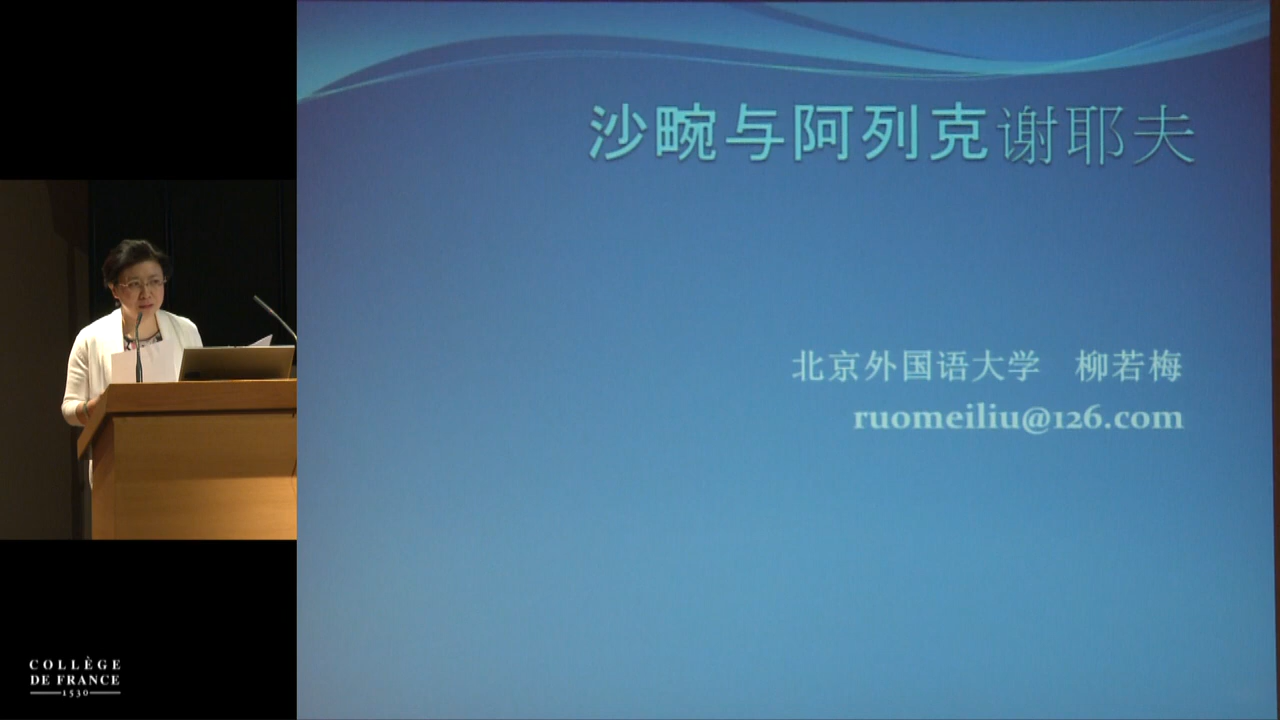 沙畹与阿列克谢耶夫
北京外国语大学 柳若梅
ruomeiliu@126.com
COLLÈGE
DE FRANCE
1530